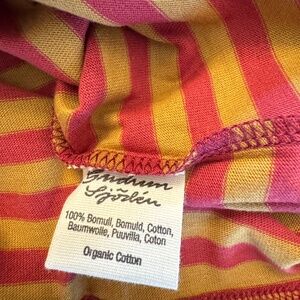 Gudrun
Sjödén
100% Bomull, Bomuld, Cotton,
Baumwolle, Puuvilla, Coton
Organic Cotton